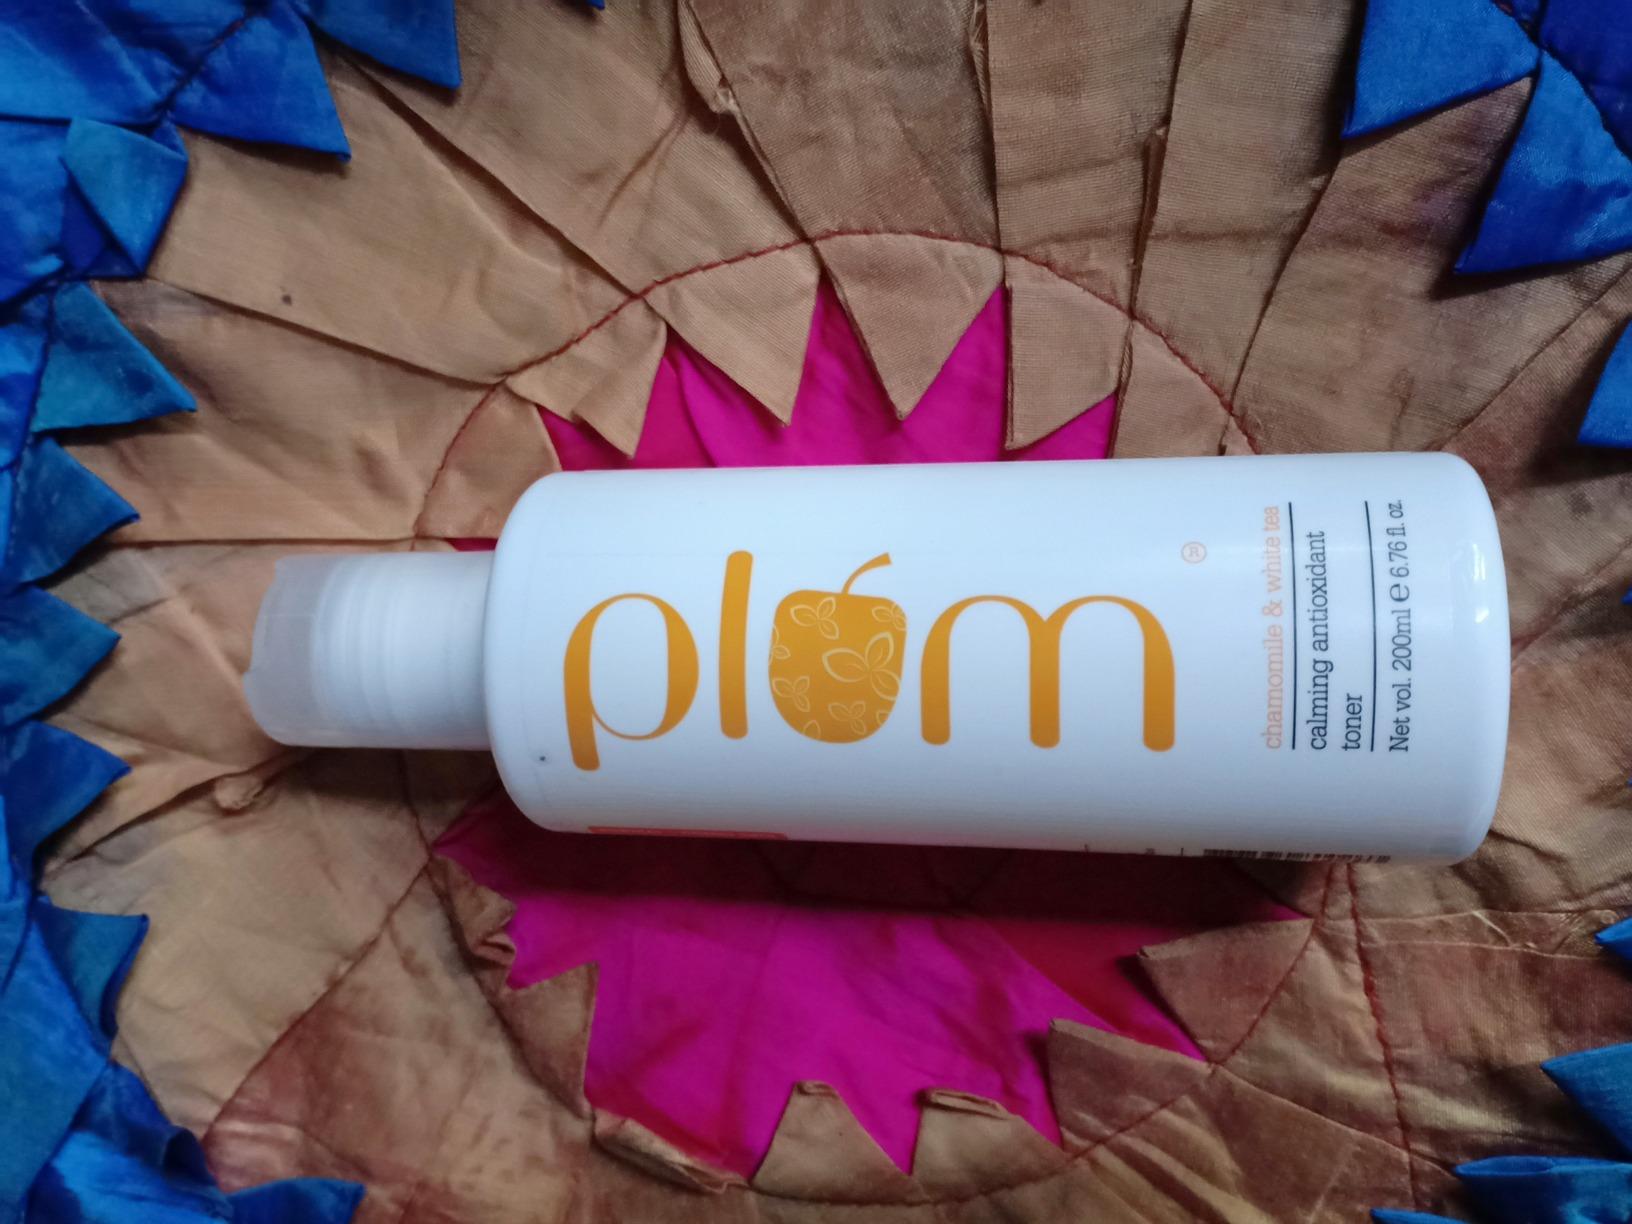 plum
®
chamomile & white tea
calming antioxidant
toner
Net vol. 200ml e 6.76 fl. oz.